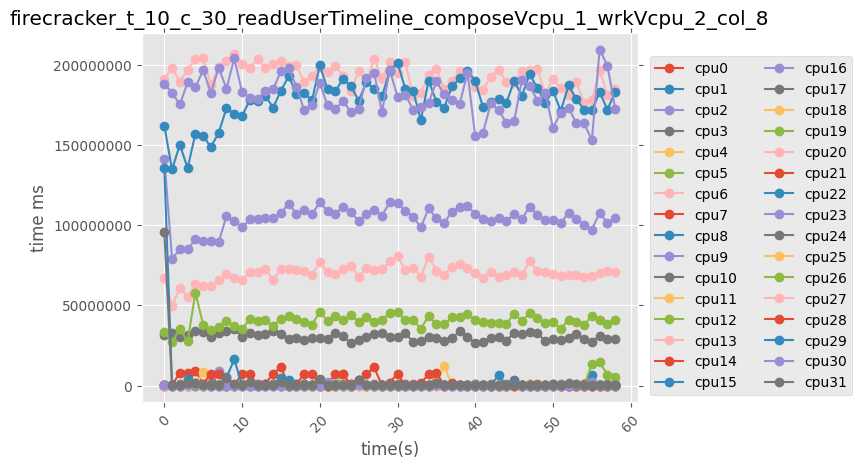 firecracker_t_10_c_30_readUserTimeline_composeVcpu_1_wrkVcpu_2_col_8
time ms
200000000
150000000
100000000
50000000
0
0
10
20
30
40
50
60
time(s)
cpu0
cpu1
cpu2
cpu3
cpu4
cpu5
cpu6
cpu7
cpu8
cpu9
cpu10
cpu11
cpu12
cpu13
cpu14
cpu15
cpu16
cpu17
cpu18
cpu19
cpu20
cpu21
cpu22
cpu23
cpu24
cpu25
cpu26
cpu27
cpu28
cpu29
cpu30
cpu31